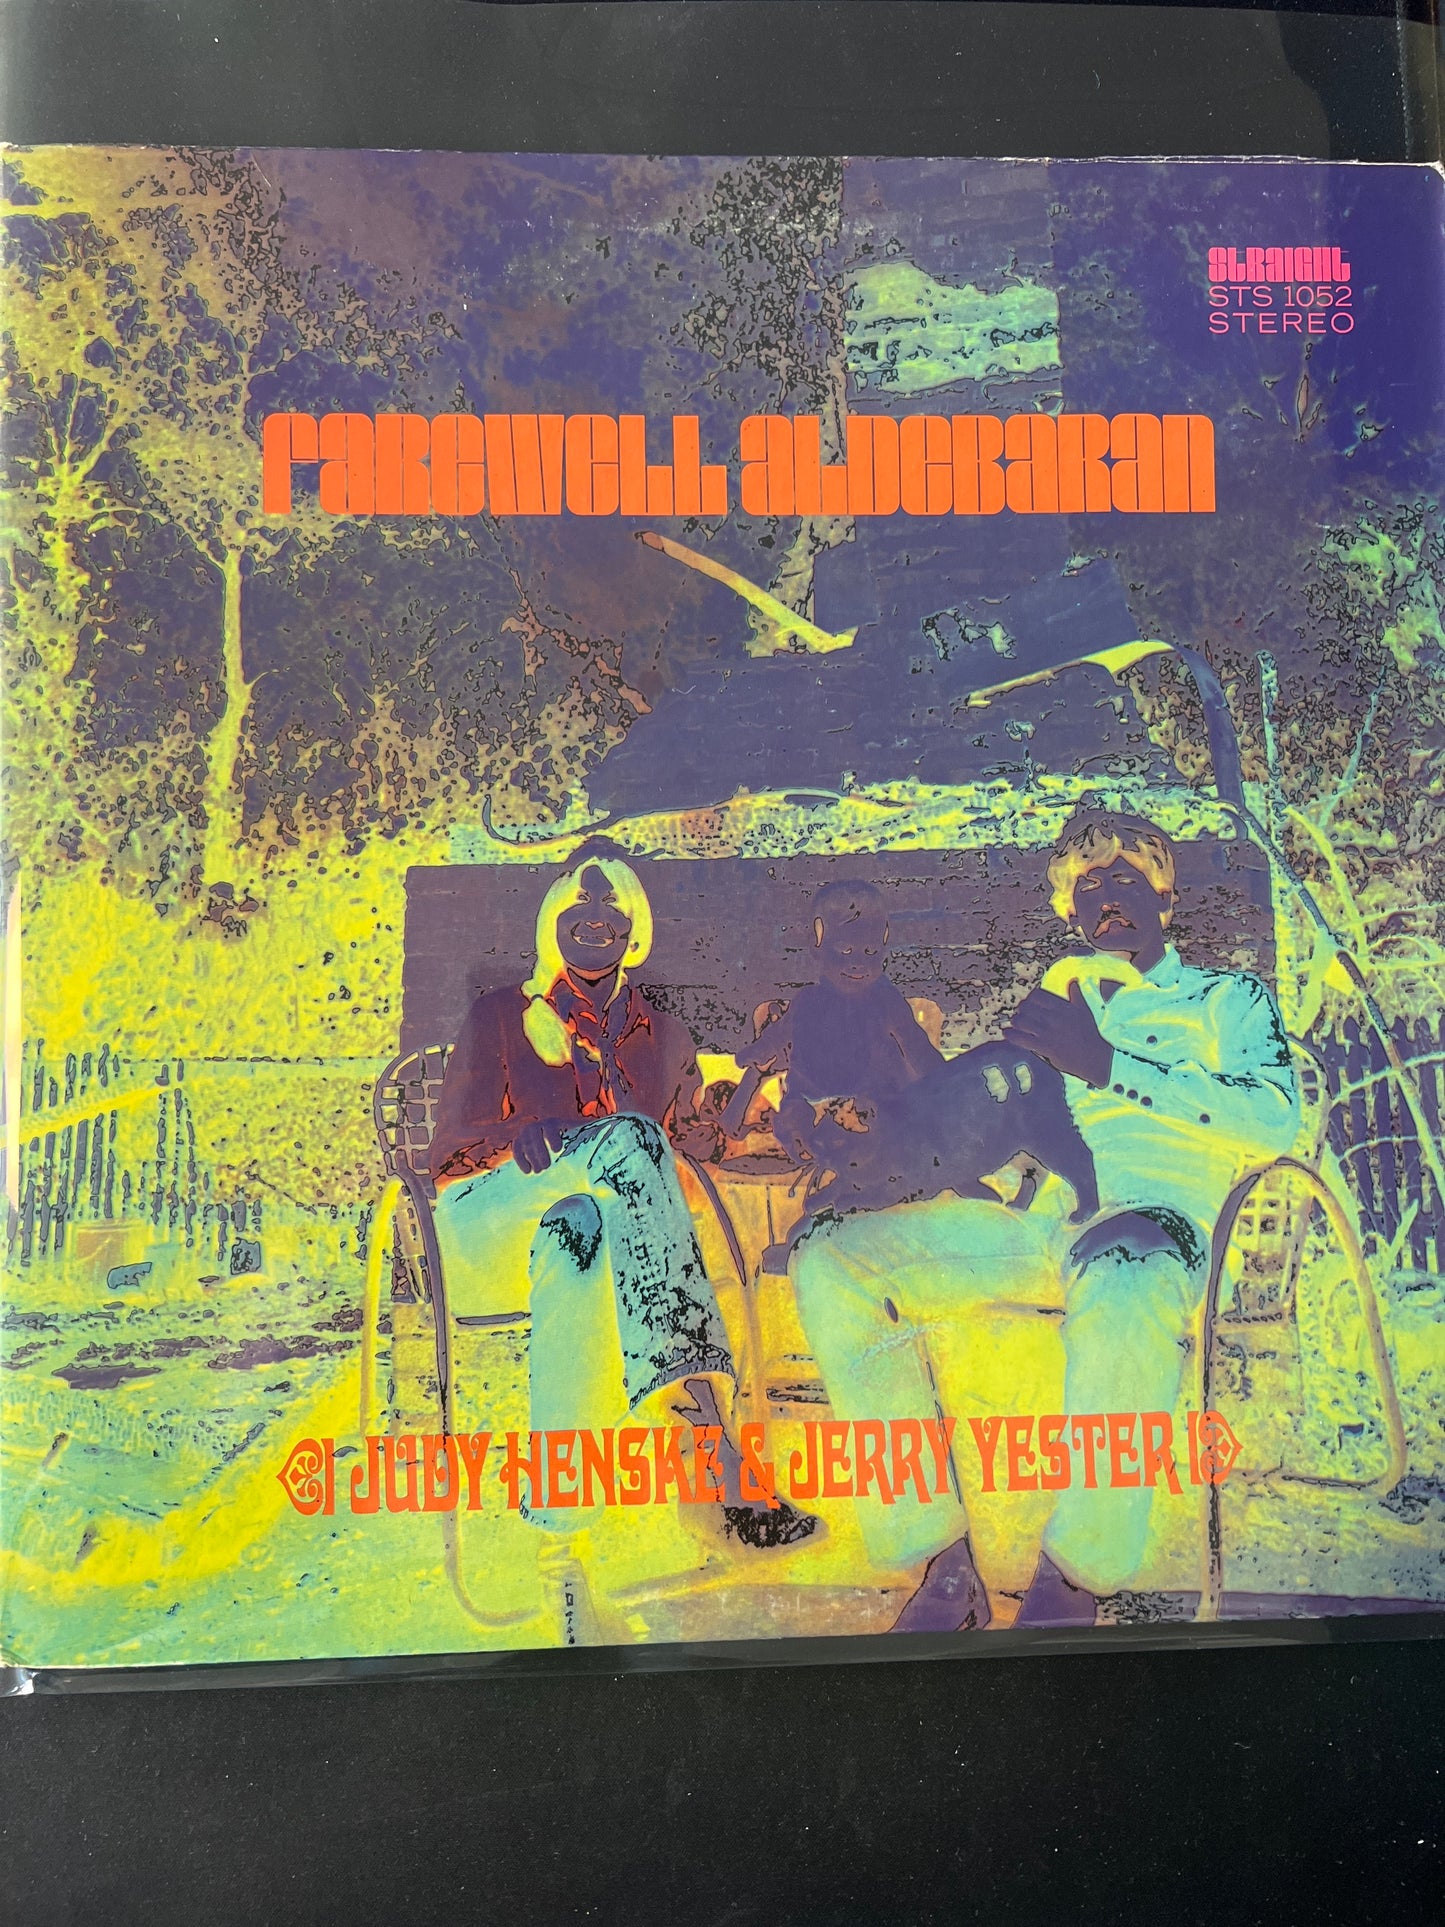 STRAIGHT
STS 1052
STEREO
FAREWELL ALDEBARAN
JUDY HENSKE & JERRY YESTER